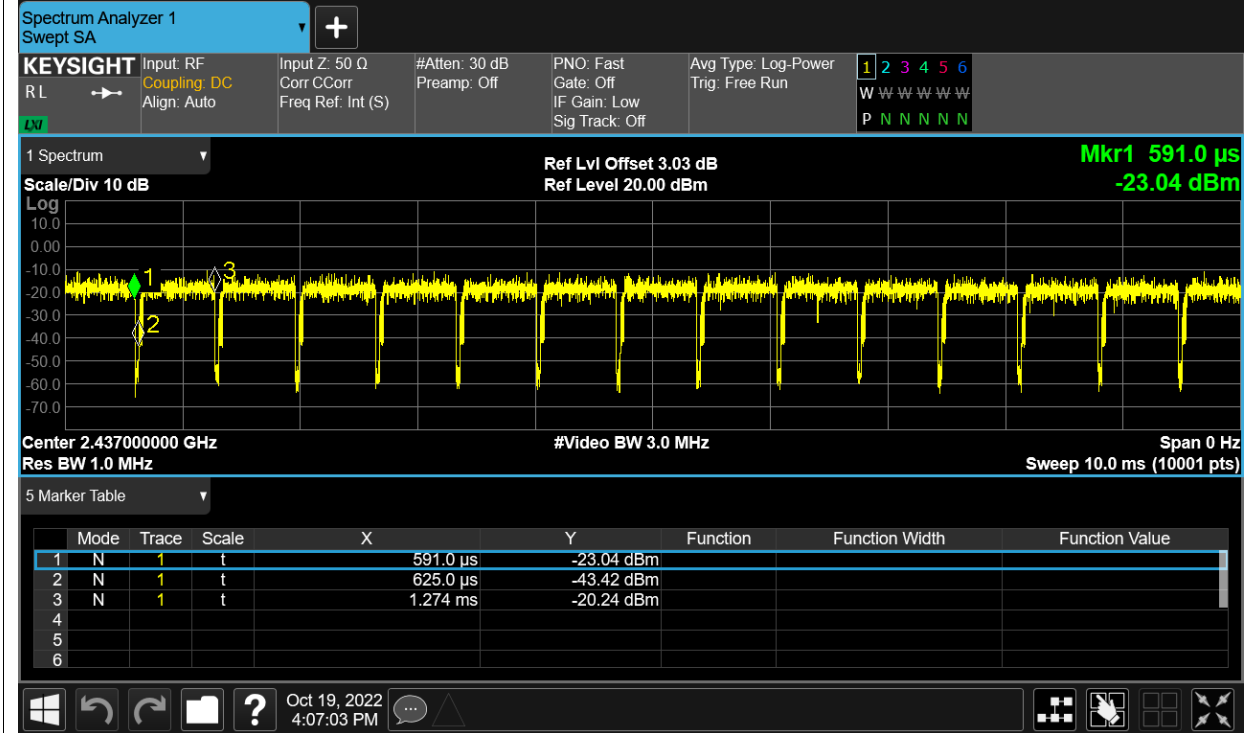 Spectrum Analyzer 1
Swept SA
+
KEYSIGHT Input: RF Input Z: 50 Ω #Atten: 30 dB PNO: Fast Avg Type: Log-Power 1 2 3 4 5 6
R L Coupling: DC Corr CCorr Preamp: Off Gate: Off Trig: Free Run W W W W W W
Align: Auto Freq Ref: Int (S) IF Gain: Low
LXI Sig Track: Off P N N N N N
1 Spectrum Ref Lvl Offset 3.03 dB Mkr1 591.0 µs
Scale/Div 10 dB Ref Level 20.00 dBm -23.04 dBm
Log
10.0
0.00
-10.0 1 3
-20.0
-30.0 2
-40.0
-50.0
-60.0
-70.0
Center 2.437000000 GHz #Video BW 3.0 MHz Span 0 Hz
Res BW 1.0 MHz Sweep 10.0 ms (10001 pts)
5 Marker Table
Mode Trace Scale X Y Function Function Width Function Value
1 N 1 t 591.0 µs -23.04 dBm
2 N 1 t 625.0 µs -43.42 dBm
3 N 1 t 1.274 ms -20.24 dBm
4
5
6
? Oct 19, 2022
4:07:03 PM